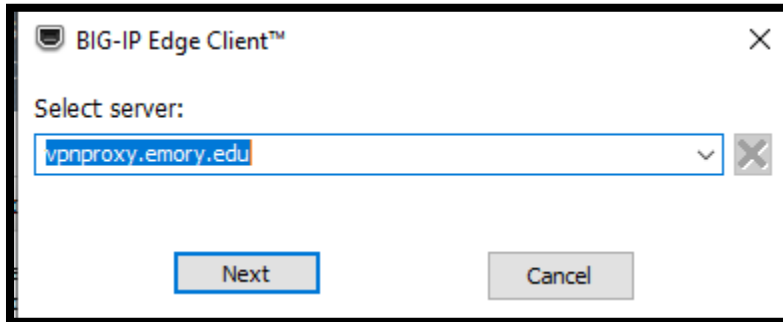 BIG-IP Edge Client™
Select server:
vpnproxy.emory.edu
Next
Cancel